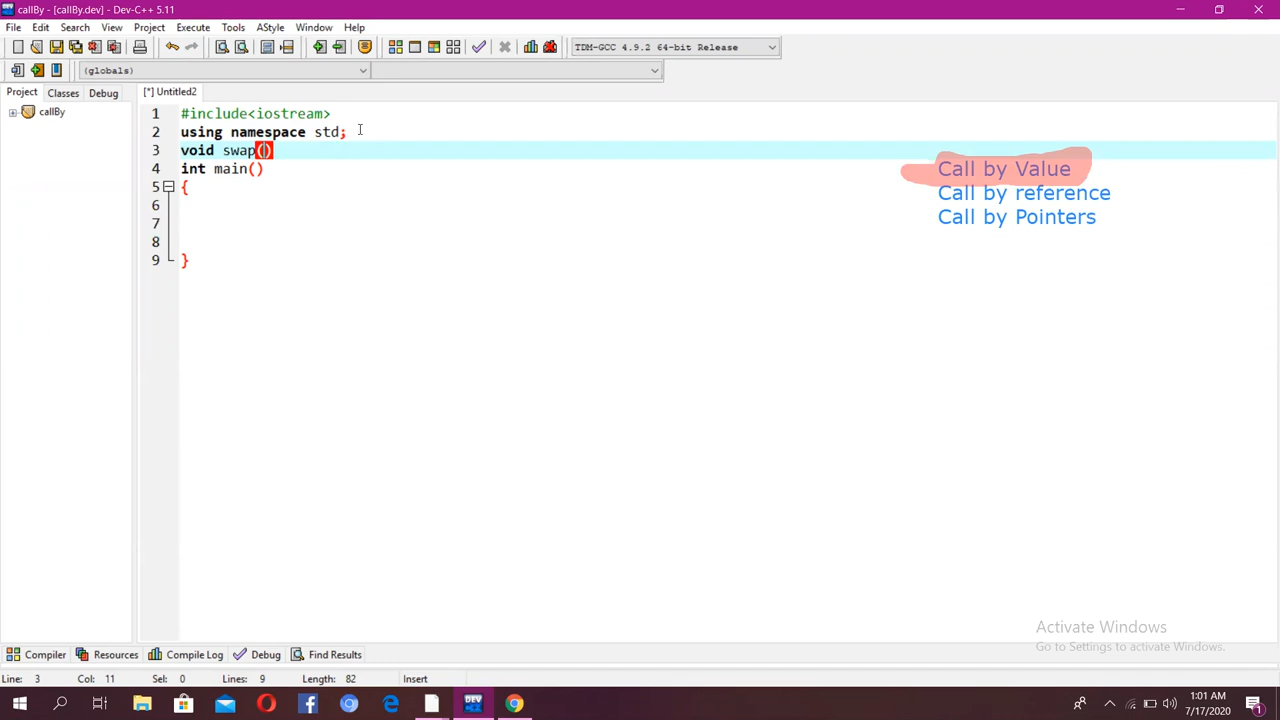 callBy - [callBy.dev] - Dev-C++ 5.11
File Edit Search View Project Execute Tools AStyle Window Help
TDM-GCC 4.9.2 64-bit Release
(globals)
Project Classes Debug
[*] Untitled2
callBy
1 #include<iostream>
2 using namespace std;
3 void swap()
4 int main()
5 {
6
7
8
9 }
Call by Value
Call by reference
Call by Pointers
Activate Windows
Go to Settings to activate Windows.
Compiler Resources Compile Log Debug Find Results
Line: 3 Col: 11 Sel: 0 Lines: 9 Length: 82 Insert
DEV
1:01 AM
7/17/2020
1